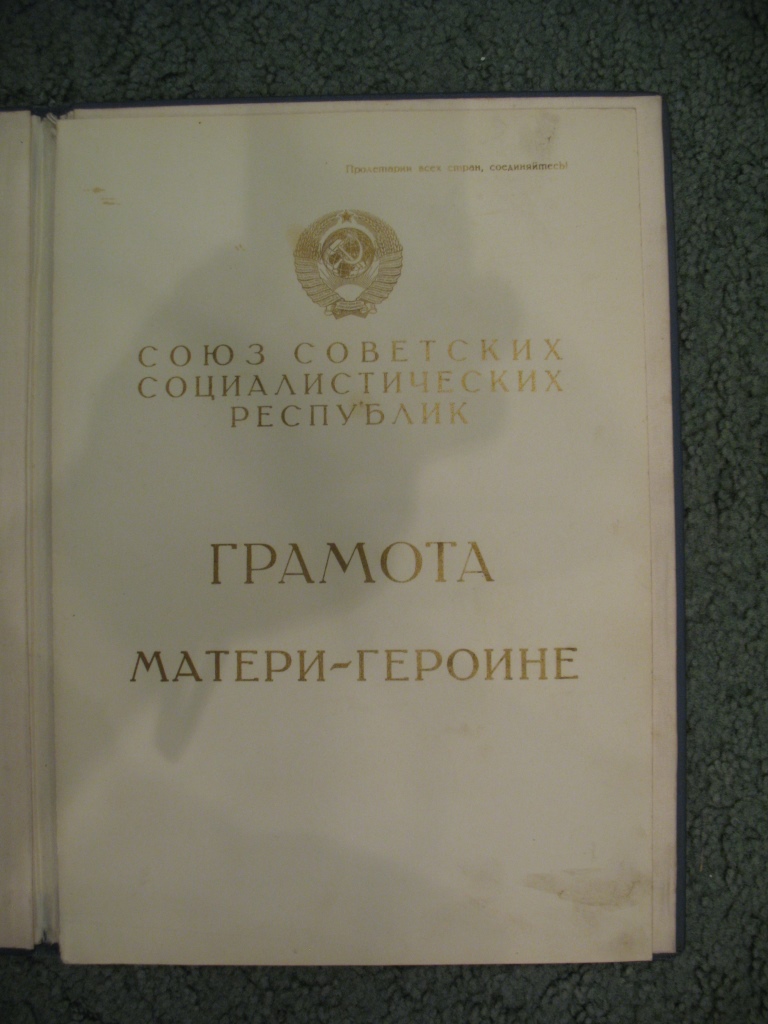 Пролетарии всех стран, соединяйтесь!
СОЮЗ СОВЕТСКИХ
СОЦИАЛИСТИЧЕСКИХ
РЕСПУБЛИК
ГРАМОТА
МАТЕРИ-ГЕРОИНЕ